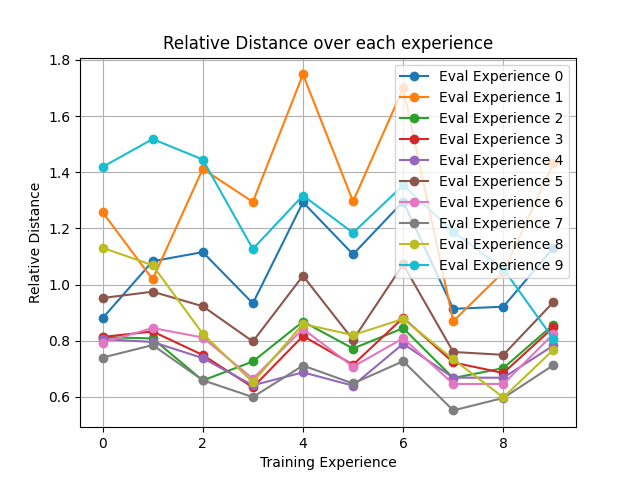 Relative Distance over each experience
1.8
1.6
1.4
1.2
1.0
0.8
0.6
Relative Distance
Eval Experience 0
Eval Experience 1
Eval Experience 2
Eval Experience 3
Eval Experience 4
Eval Experience 5
Eval Experience 6
Eval Experience 7
Eval Experience 8
Eval Experience 9
0 2 4 6 8
Training Experience